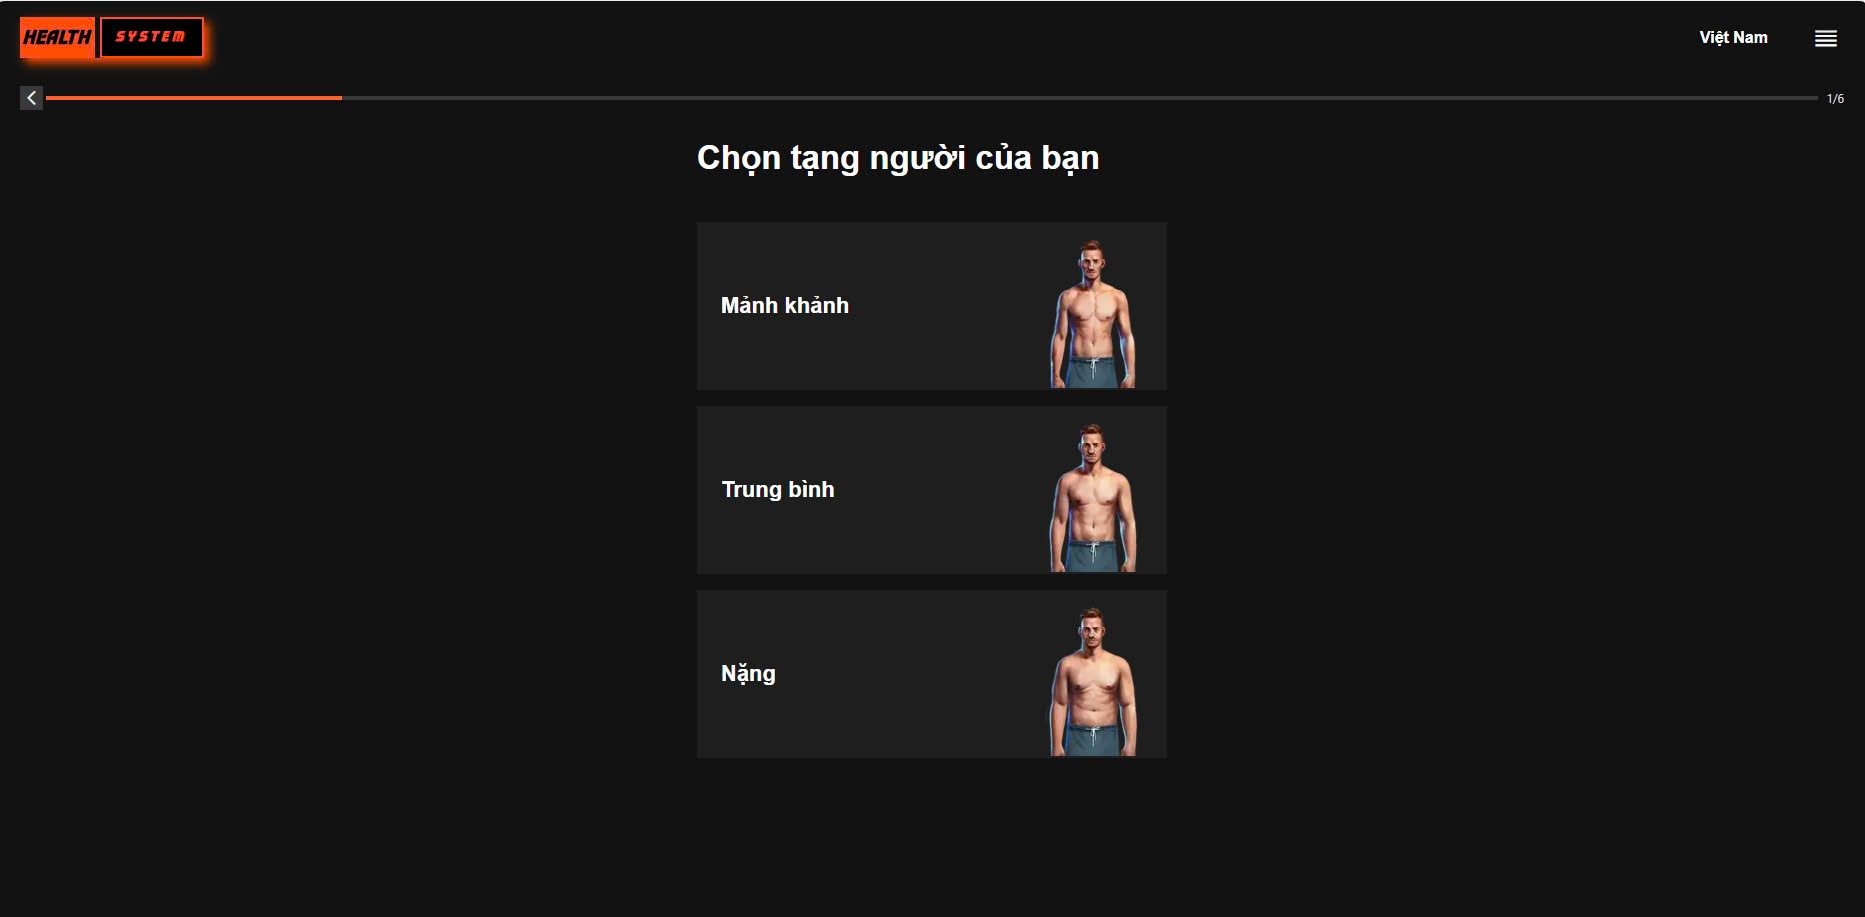 HEALTH SYSTEM
Việt Nam
1/6
Chọn tạng người của bạn
Mảnh khảnh
Trung bình
Nặng